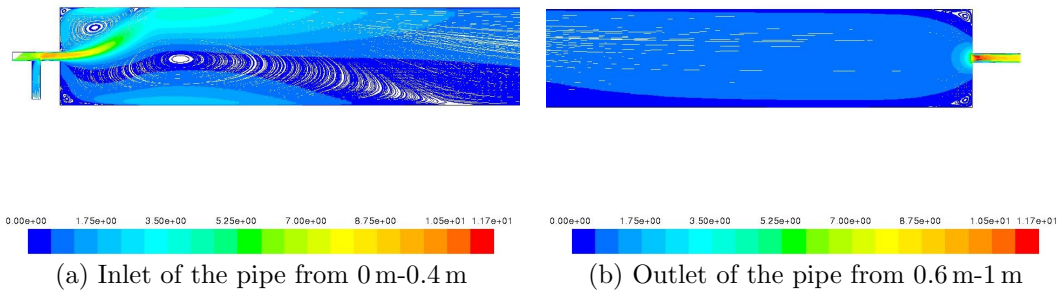 0.00e+00 1.75e+00 3.50e+00 5.25e+00 7.00e+00 8.75e+00 1.05e+01 1.17e+01
(a) Inlet of the pipe from 0 m-0.4 m
0.00e+00 1.75e+00 3.50e+00 5.25e+00 7.00e+00 8.75e+00 1.05e+01 1.17e+01
(b) Outlet of the pipe from 0.6 m-1 m